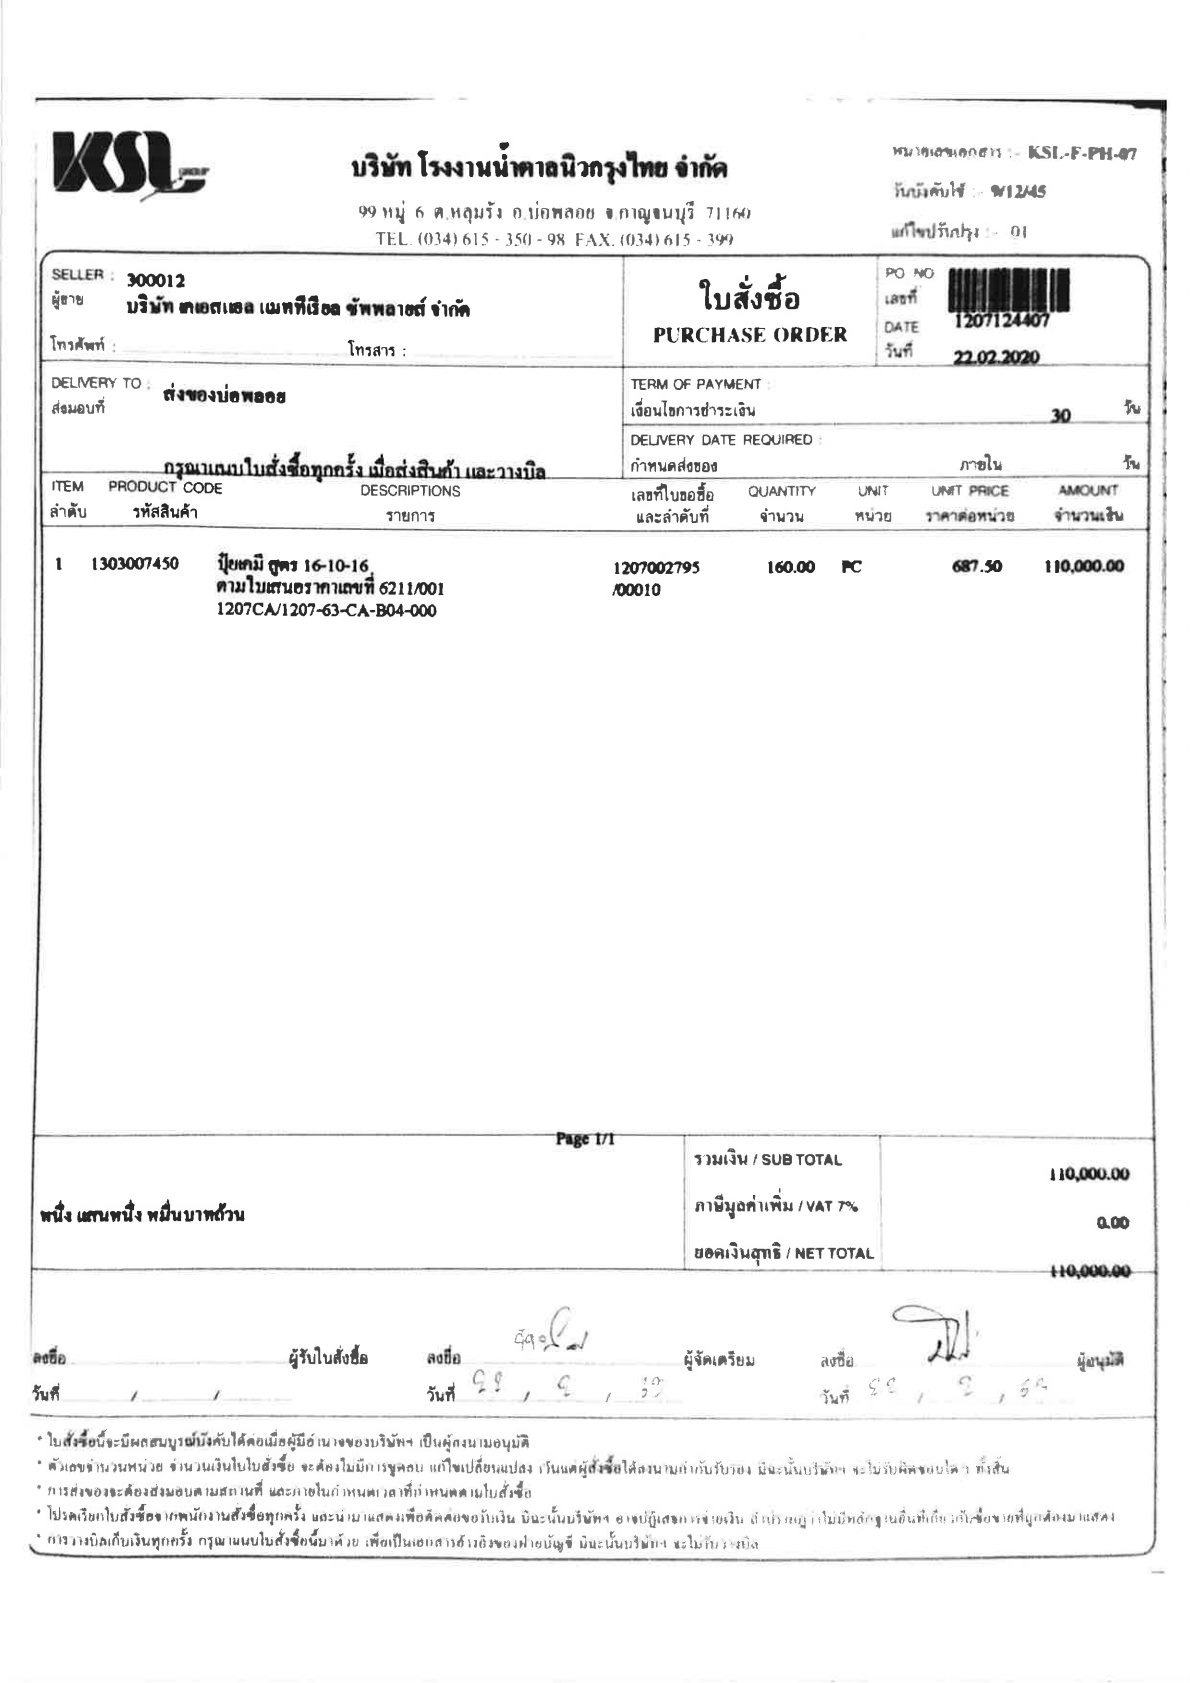 KSL GROUP
บริษัท โรงงานน้ำตาลนิวกรุงไทย จำกัด
99 หมู่ 6 ต.หลุมรัง อ.บ่อพลอย จ.กาญจนบุรี 71160
TEL. (034) 615 - 350 - 98 FAX. (034) 615 - 399
หมายเลขเอกสาร :- KSL-F-PH-07
วันบังคับใช้ :- 9/12/45
แก้ไขปรับปรุง :- 01
SELLER : 300012
ผู้ขาย บริษัท เคเอสแอล แมททีเรียล ซัพพลายส์ จำกัด
โทรศัพท์ : โทรสาร :
ใบสั่งซื้อ
PURCHASE ORDER
PO NO
เลขที่ 1207124407
DATE
วันที่ 22.02.2020
DELIVERY TO : ส่งของบ่อพลอย
ส่งมอบที่
กรุณาแนบใบสั่งซื้อทุกครั้ง เมื่อส่งสินค้า และวางบิล
TERM OF PAYMENT :
เงื่อนไขการชำระเงิน 30 วัน
DELIVERY DATE REQUIRED :
กำหนดส่งของ ภายใน วัน
ITEM PRODUCT CODE DESCRIPTIONS เลขที่ใบขอซื้อ QUANTITY UNIT UNIT PRICE AMOUNT
ลำดับ รหัสสินค้า รายการ และลำดับที่ จำนวน หน่วย ราคาต่อหน่วย จำนวนเงิน
1 1303007450 ปุ๋ยเคมี สูตร 16-10-16 1207002795 160.00 PC 687.50 110,000.00
ตามใบเสนอราคาเลขที่ 6211/001 /00010
1207CA/1207-63-CA-B04-000
Page 1/1
รวมเงิน / SUB TOTAL 110,000.00
หนึ่ง แสนหนึ่ง หมื่นบาทถ้วน
ภาษีมูลค่าเพิ่ม / VAT 7% 0.00
ยอดเงินสุทธิ / NET TOTAL 110,000.00
ลงชื่อ ผู้รับใบสั่งซื้อ ลงชื่อ ผู้จัดเตรียม ลงชื่อ ผู้อนุมัติ
วันที่ / / วันที่ / / วันที่ / /
* ใบสั่งซื้อนี้จะมีผลสมบูรณ์บังคับได้ต่อเมื่อผู้มีอำนาจของบริษัทฯ เป็นผู้ลงนามอนุมัติ
* ตัวเลขจำนวนหน่วย จำนวนเงินในใบสั่งซื้อ จะต้องไม่มีการขูดลบ แก้ไขเปลี่ยนแปลง เว้นแต่ผู้สั่งซื้อได้ลงนามกำกับรับรอง มิฉะนั้นบริษัทฯ จะไม่รับผิดชอบใดๆ ทั้งสิ้น
* การส่งของจะต้องส่งมอบตามสถานที่ และภายในกำหนดเวลาที่กำหนดตามใบสั่งซื้อ
* โปรดเรียกใบสั่งซื้อจากพนักงานสั่งซื้อทุกครั้ง และนำมาแสดงเพื่อติดต่อขอรับเงิน มิฉะนั้นบริษัทฯ อาจปฏิเสธการจ่ายเงิน ถ้าปรากฏว่าไม่มีหลักฐานอื่นที่เกี่ยวกับซื้อขายที่ถูกต้องมาแสดง
* การวางบิลเก็บเงินทุกครั้ง กรุณาแนบใบสั่งซื้อนี้มาด้วย เพื่อเป็นเอกสารอ้างอิงของฝ่ายบัญชี มิฉะนั้นบริษัทฯ จะไม่รับวางบิล